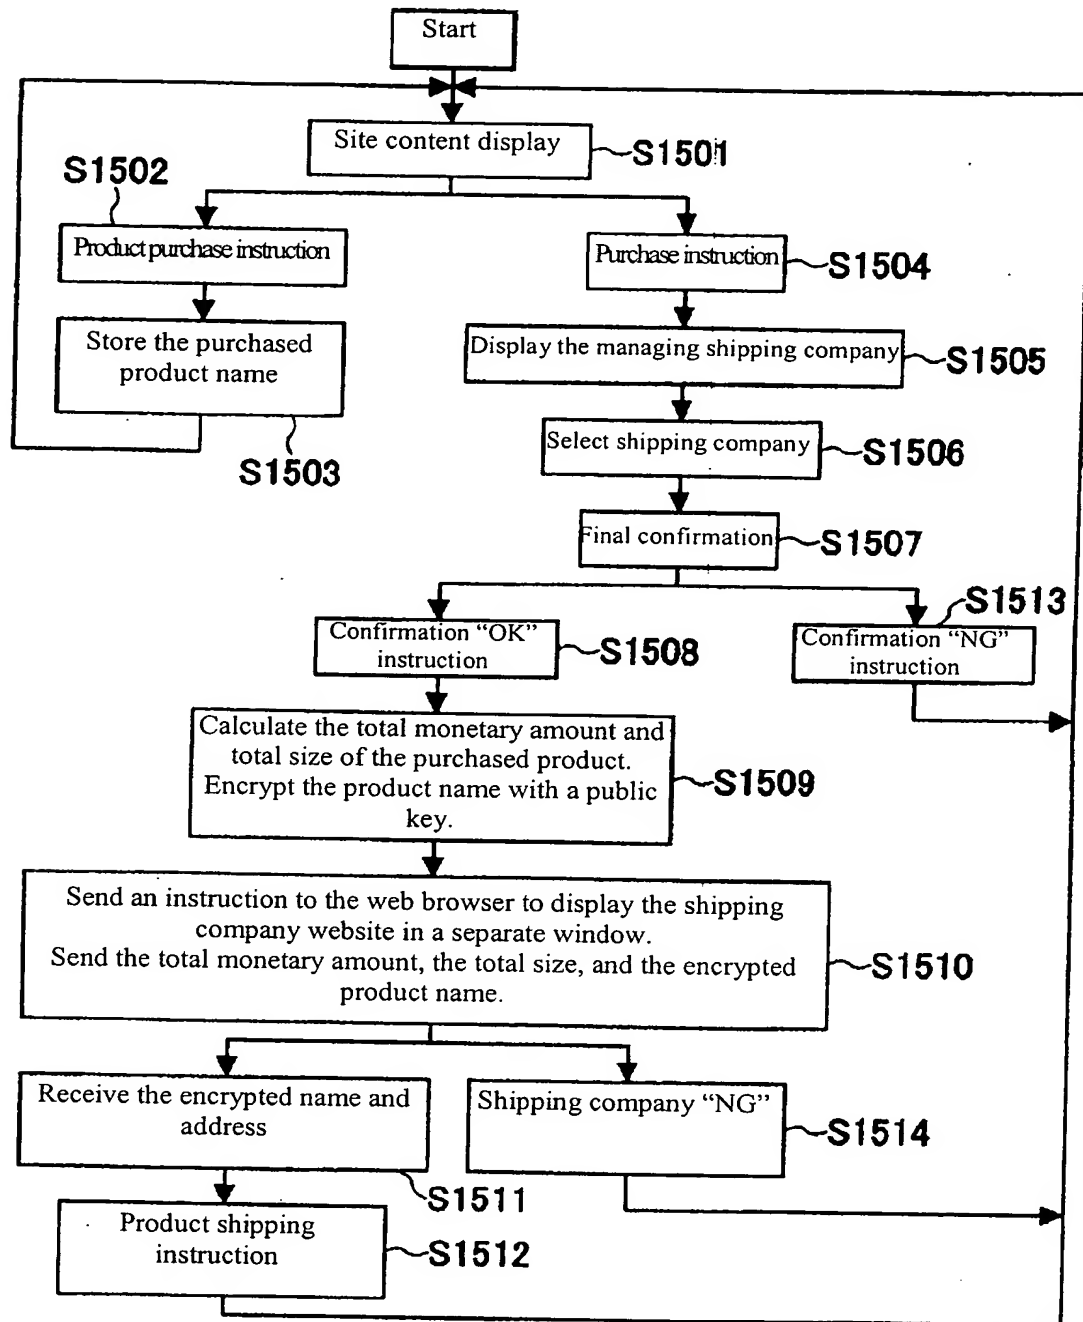 Start
Site content display
S1501
S1502
Product purchase instruction
Purchase instruction
S1504
Store the purchased
product name
S1503
Display the managing shipping company
S1505
Select shipping company
S1506
Final confirmation
S1507
Confirmation “OK”
instruction
S1508
S1513
Confirmation “NG”
instruction
Calculate the total monetary amount and
total size of the purchased product.
Encrypt the product name with a public
key.
S1509
Send an instruction to the web browser to display the shipping
company website in a separate window.
Send the total monetary amount, the total size, and the encrypted
product name.
S1510
Receive the encrypted name and
address
S1511
Shipping company “NG”
S1514
Product shipping
instruction
S1512